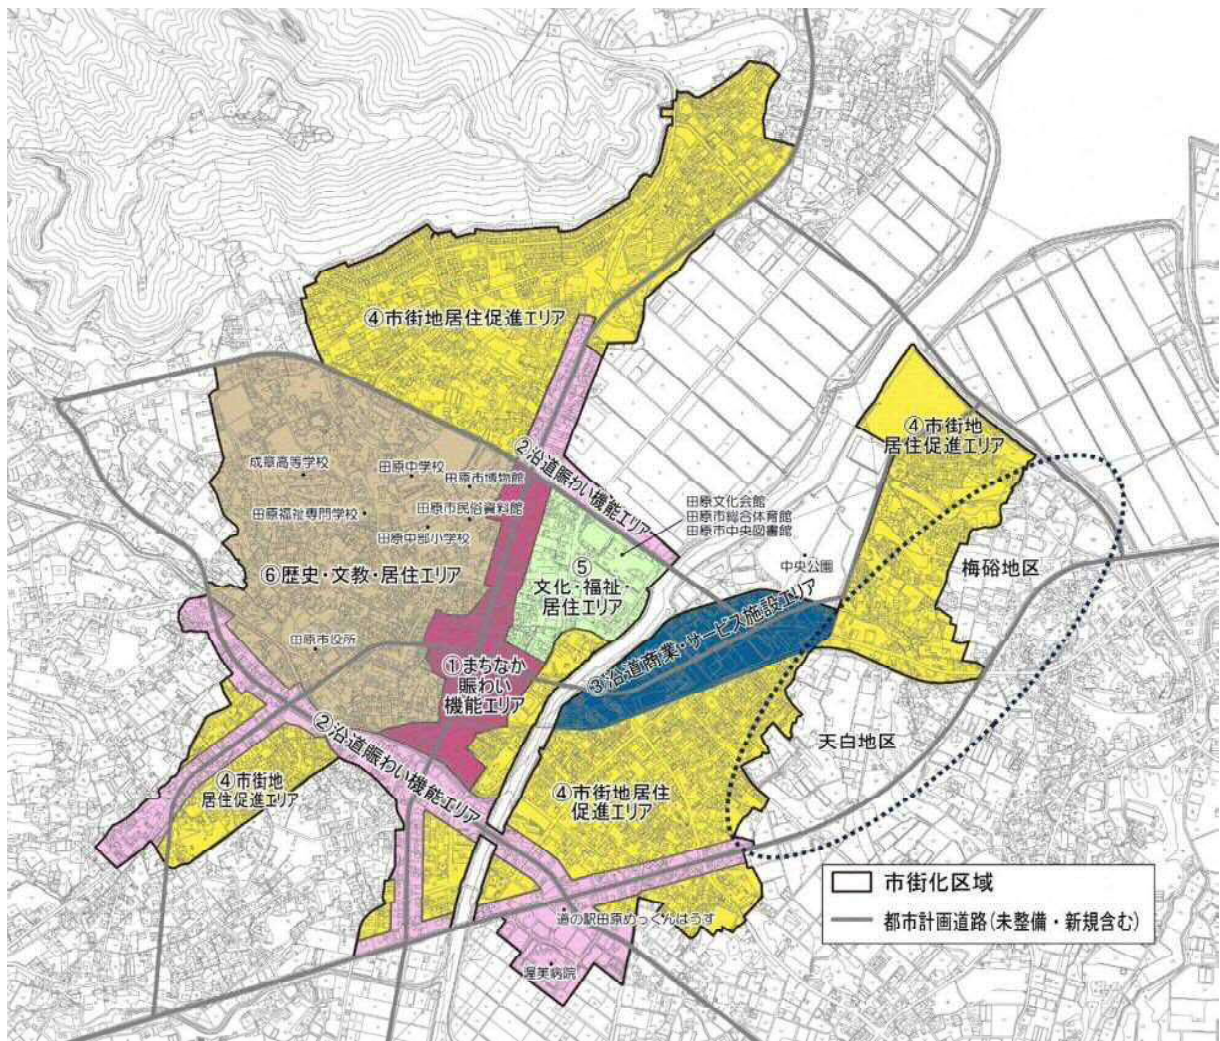 ④市街地居住促進エリア
④市街地
居住促進エリア
②沿道賑わい機能エリア
成章高等学校
田原中学校
田原市博物館
田原福祉専門学校
田原市民俗資料館
田原中部小学校
田原文化会館
田原市総合体育館
田原市中央図書館
⑥歴史・文教・居住エリア
⑤
文化・福祉・
居住エリア
中央公園
梅硲地区
田原市役所
①まちなか
賑わい
機能エリア
③沿道商業・サービス施設エリア
天白地区
②沿道賑わい機能エリア
④市街地
居住促進エリア
④市街地居住
促進エリア
道の駅田原めっくんはうす
渥美病院
市街化区域
都市計画道路(未整備・新規含む)